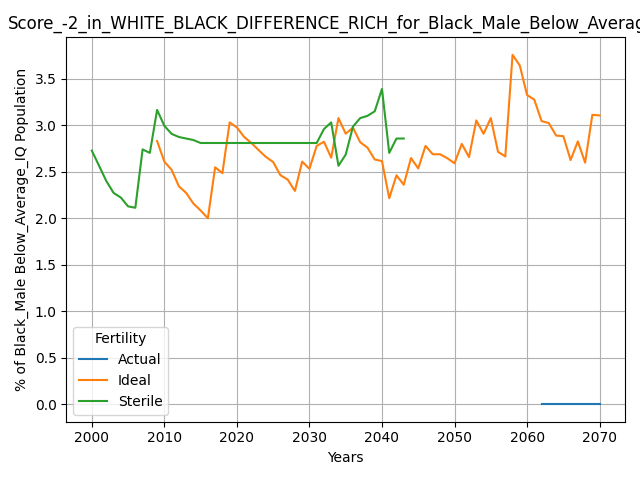 Score_-2_in_WHITE_BLACK_DIFFERENCE_RICH_for_Black_Male_Below_Averag
% of Black_Male Below_Average_IQ Population
3.5
3.0
2.5
2.0
1.5
1.0
0.5
0.0
Fertility
Actual
Ideal
Sterile
2000 2010 2020 2030 2040 2050 2060 2070
Years